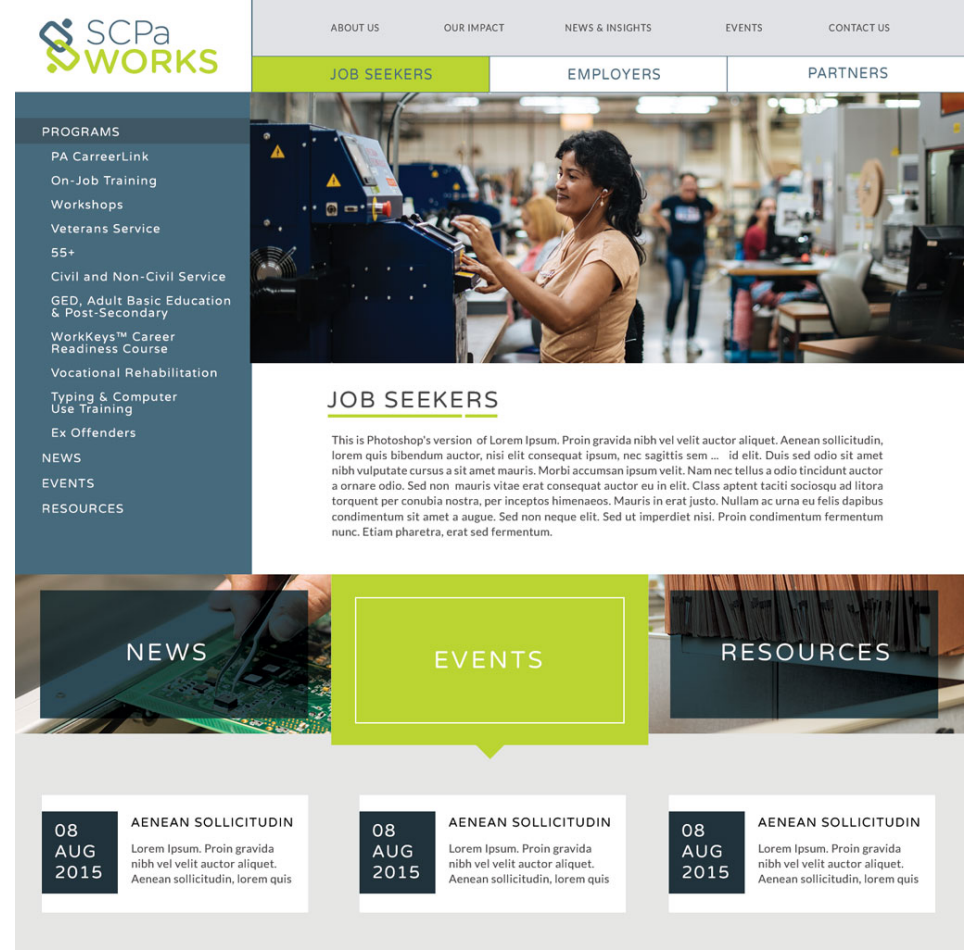 SCPa
WORKS
ABOUT US
OUR IMPACT
NEWS & INSIGHTS
EVENTS
CONTACT US
JOB SEEKERS
EMPLOYERS
PARTNERS
PROGRAMS
PA CarreerLink
On-Job Training
Workshops
Veterans Service
55+
Civil and Non-Civil Service
GED, Adult Basic Education
& Post-Secondary
WorkKeys™ Career
Readiness Course
Vocational Rehabilitation
Typing & Computer
Use Training
Ex Offenders
NEWS
EVENTS
RESOURCES
JOB SEEKERS
This is Photoshop's version of Lorem Ipsum. Proin gravida nibh vel velit auctor aliquet. Aenean sollicitudin,
lorem quis bibendum auctor, nisi elit consequat ipsum, nec sagittis sem ... id elit. Duis sed odio sit amet
nibh vulputate cursus a sit amet mauris. Morbi accumsan ipsum velit. Nam nec tellus a odio tincidunt auctor
a ornare odio. Sed non mauris vitae erat consequat auctor eu in elit. Class aptent taciti sociosqu ad litora
torquent per conubia nostra, per inceptos himenaeos. Mauris in erat justo. Nullam ac urna eu felis dapibus
condimentum sit amet a augue. Sed non neque elit. Sed ut imperdiet nisi. Proin condimentum fermentum
nunc. Etiam pharetra, erat sed fermentum.
NEWS
EVENTS
RESOURCES
08
AUG
2015
AENEAN SOLLICITUDIN
Lorem Ipsum. Proin gravida
nibh vel velit auctor aliquet.
Aenean sollicitudin, lorem quis
08
AUG
2015
AENEAN SOLLICITUDIN
Lorem Ipsum. Proin gravida
nibh vel velit auctor aliquet.
Aenean sollicitudin, lorem quis
08
AUG
2015
AENEAN SOLLICITUDIN
Lorem Ipsum. Proin gravida
nibh vel velit auctor aliquet.
Aenean sollicitudin, lorem quis